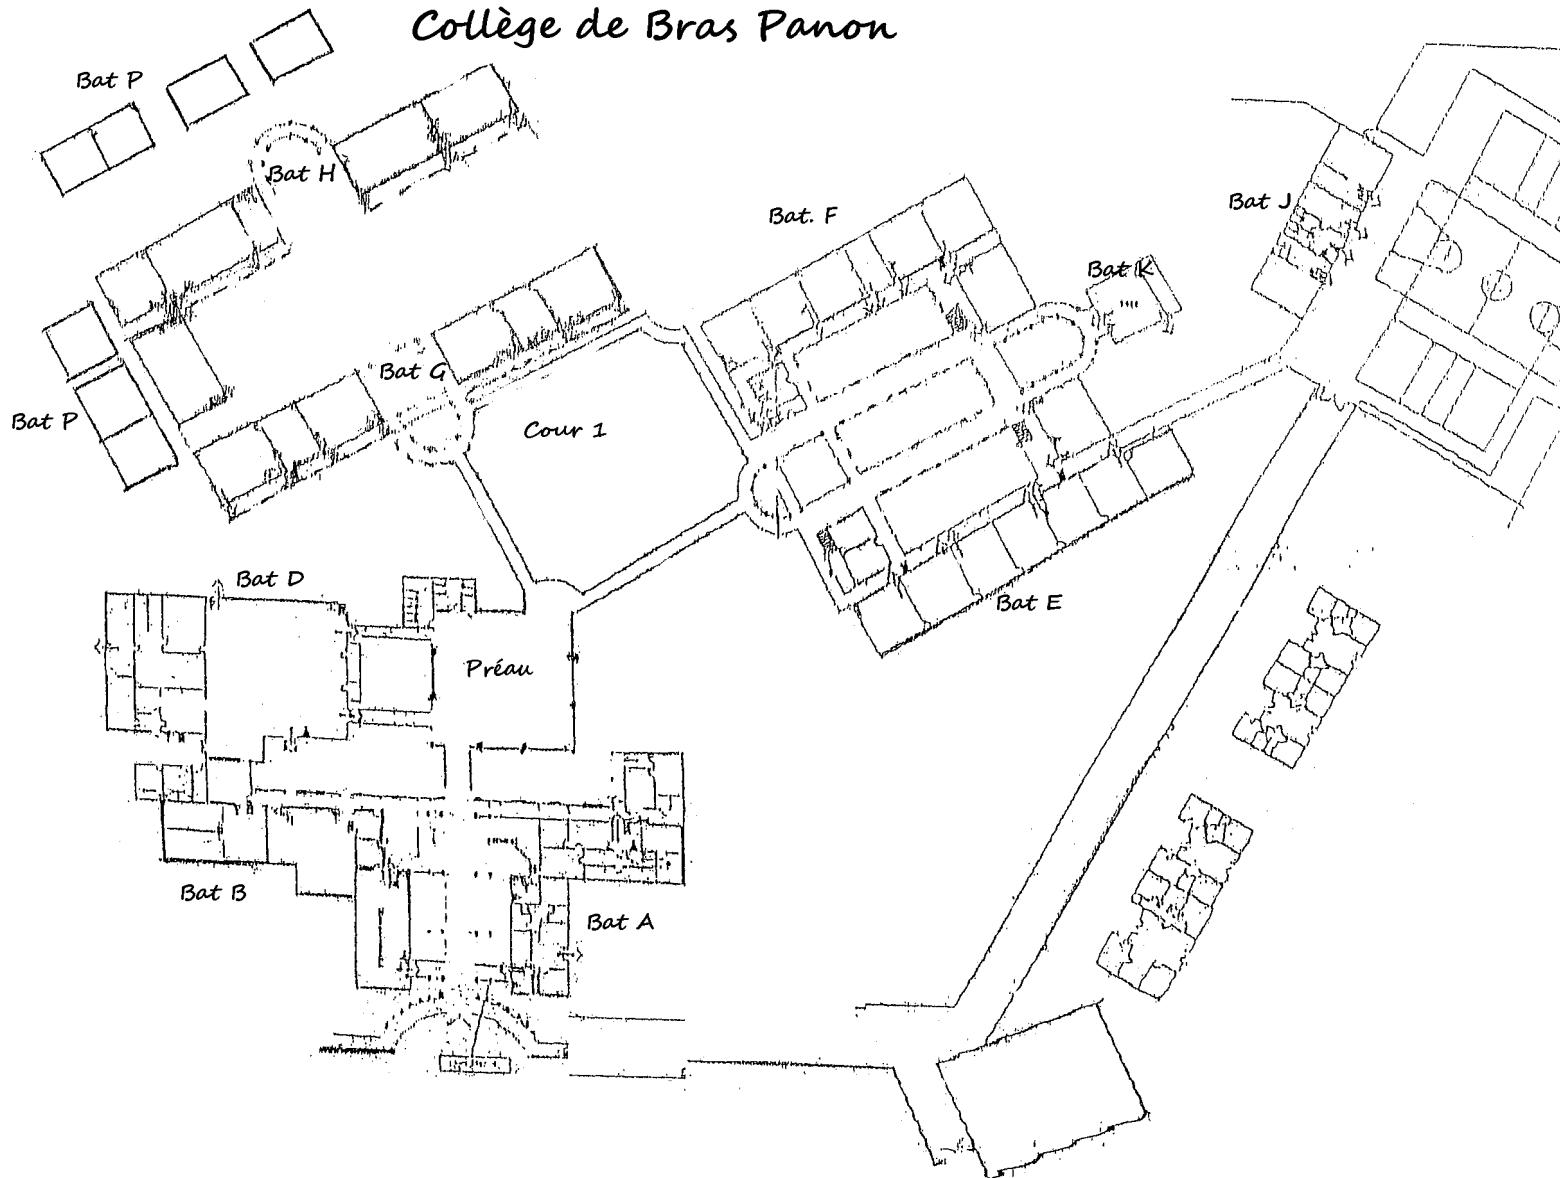 Collège de Bras Panon
Bat P
Bat H
Bat J
Bat. F
Bat K
Bat G
Bat P
Cour 1
Bat D
Bat E
Préau
Bat B
Bat A